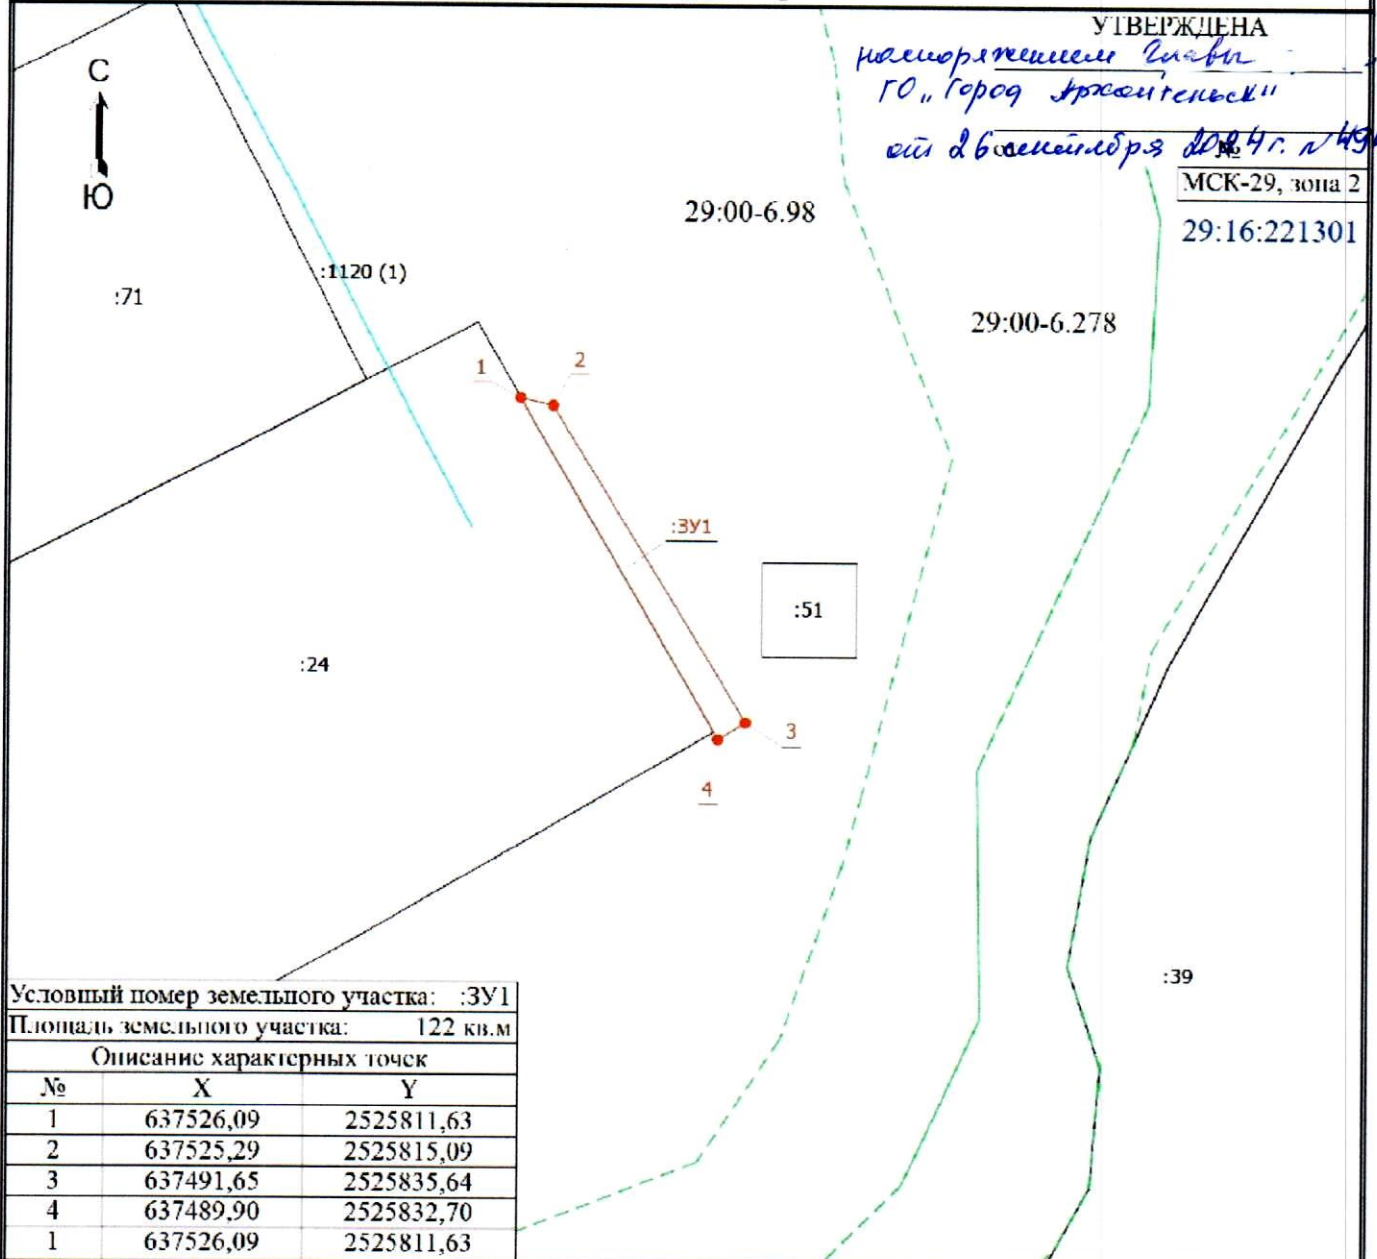 УТВЕРЖДЕНА
распоряжением Главы
ГО „Город Архангельск"
от 26 сентября 2024 г. №
МСК-29, зона 2
29:16:221301
С
Ю
29:00-6.98
29:00-6.278
:1120 (1)
:71
1
2
:ЗУ1
:51
:24
3
4
:39
Условный номер земельного участка: :ЗУ1
Площадь земельного участка: 122 кв.м
Описание характерных точек
№ X Y
1 637526,09 2525811,63
2 637525,29 2525815,09
3 637491,65 2525835,64
4 637489,90 2525832,70
1 637526,09 2525811,63